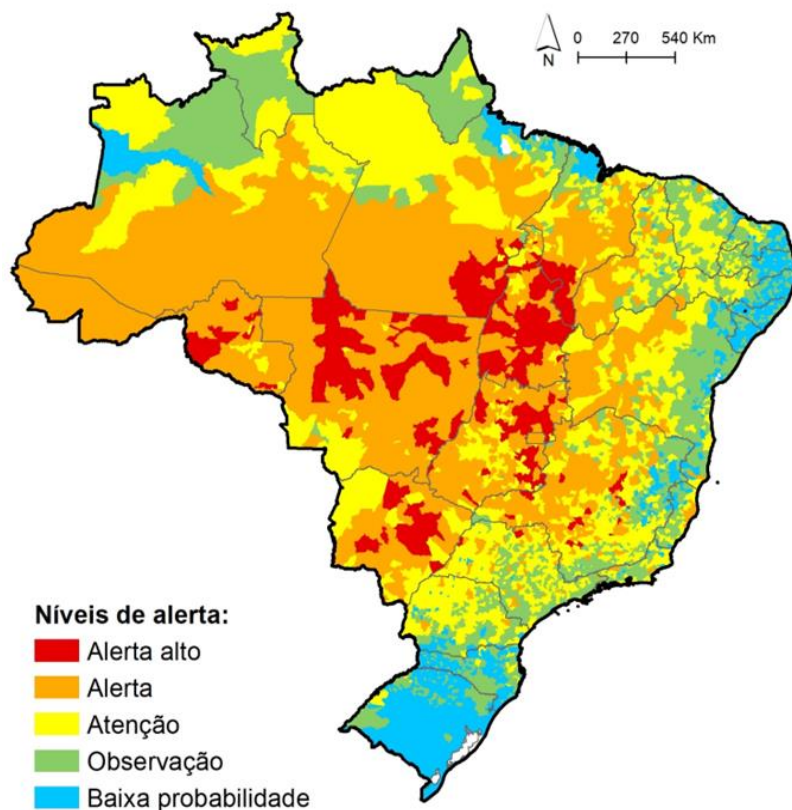 0 270 540 Km
N
Níveis de alerta:
Alerta alto
Alerta
Atenção
Observação
Baixa probabilidade